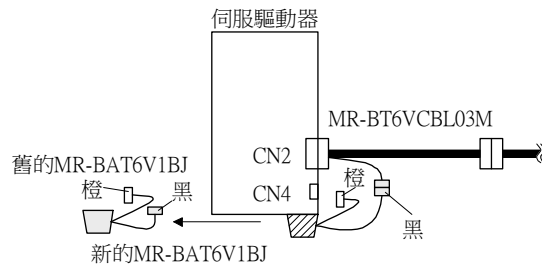 伺服驅動器
MR-BT6VCBL03M
CN2
舊的MR-BAT6V1BJ
橙
黑
CN4
橙
黑
新的MR-BAT6V1BJ